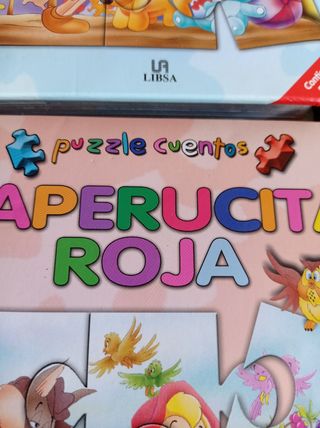 LIBSA
puzzle cuentos
APERUCITA
ROJA